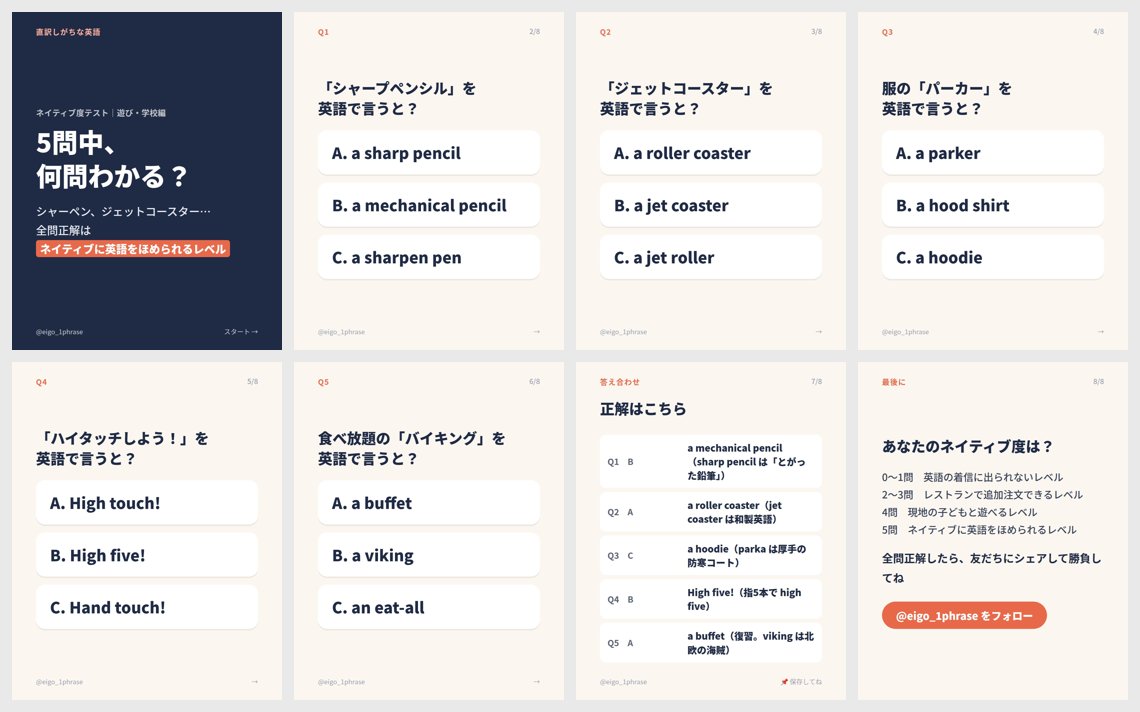 直訳しがちな英語
ネイティブ度テスト｜遊び・学校編
5問中、
何問わかる？
シャーペン、ジェットコースター…
全問正解は
ネイティブに英語をほめられるレベル
@eigo_1phrase
スタート →
Q1
2/8
「シャープペンシル」を
英語で言うと？
A. a sharp pencil
B. a mechanical pencil
C. a sharpen pen
@eigo_1phrase
→
Q2
3/8
「ジェットコースター」を
英語で言うと？
A. a roller coaster
B. a jet coaster
C. a jet roller
@eigo_1phrase
→
Q3
4/8
服の「パーカー」を
英語で言うと？
A. a parker
B. a hood shirt
C. a hoodie
@eigo_1phrase
→
Q4
5/8
「ハイタッチしよう！」を
英語で言うと？
A. High touch!
B. High five!
C. Hand touch!
@eigo_1phrase
→
Q5
6/8
食べ放題の「バイキング」を
英語で言うと？
A. a buffet
B. a viking
C. an eat-all
@eigo_1phrase
→
答え合わせ
7/8
正解はこちら
Q1 B
a mechanical pencil
（sharp pencil は「とがっ
た鉛筆」）
Q2 A
a roller coaster（jet
coaster は和製英語）
Q3 C
a hoodie（parka は厚手の
防寒コート）
Q4 B
High five!（指5本で high
five）
Q5 A
a buffet（復習。viking は北
欧の海賊）
@eigo_1phrase
📌 保存してね
最後に
8/8
あなたのネイティブ度は？
0〜1問　英語の着信に出られないレベル
2〜3問　レストランで追加注文できるレベル
4問　現地の子どもと遊べるレベル
5問　ネイティブに英語をほめられるレベル
全問正解したら、友だちにシェアして勝負し
てね
@eigo_1phrase をフォロー